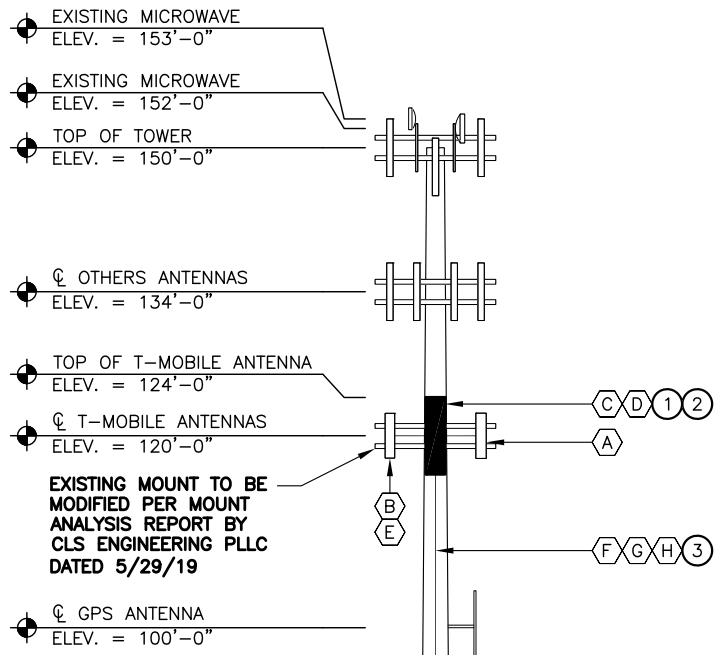 EXISTING MICROWAVE
ELEV. = 153'-0"
EXISTING MICROWAVE
ELEV. = 152'-0"
TOP OF TOWER
ELEV. = 150'-0"
℄ OTHERS ANTENNAS
ELEV. = 134'-0"
TOP OF T-MOBILE ANTENNA
ELEV. = 124'-0"
C D 1 2
℄ T-MOBILE ANTENNAS
ELEV. = 120'-0"
A
EXISTING MOUNT TO BE
MODIFIED PER MOUNT
ANALYSIS REPORT BY
CLS ENGINEERING PLLC
DATED 5/29/19
B
E
F G H 3
℄ GPS ANTENNA
ELEV. = 100'-0"